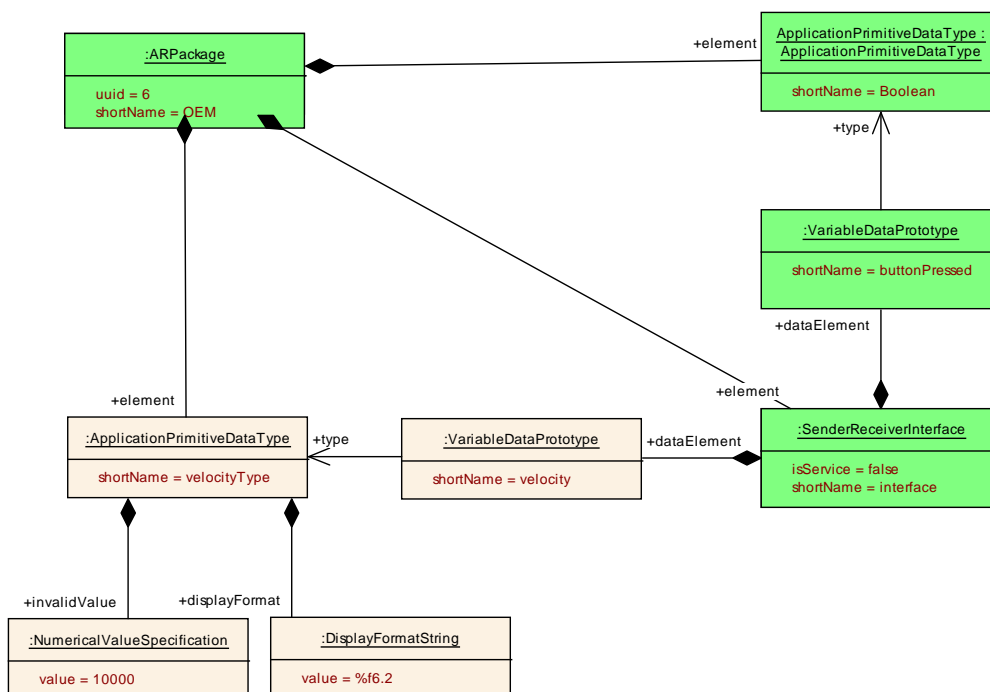 :ARPackage
uuid = 6
shortName = OEM
+element
ApplicationPrimitiveDataType :
ApplicationPrimitiveDataType
shortName = Boolean
+type
:VariableDataPrototype
shortName = buttonPressed
+dataElement
+element
+element
:SenderReceiverInterface
isService = false
shortName = interface
:ApplicationPrimitiveDataType
shortName = velocityType
+type
:VariableDataPrototype
shortName = velocity
+dataElement
+invalidValue
+displayFormat
:NumericalValueSpecification
value = 10000
:DisplayFormatString
value = %f6.2